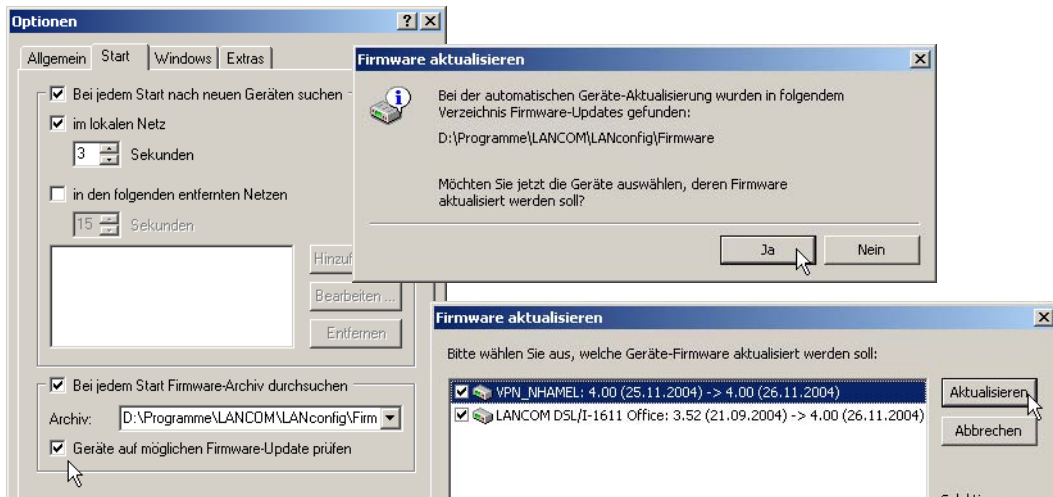 Optionen
Allgemein Start Windows Extras
Bei jedem Start nach neuen Geräten suchen
im lokalen Netz
3 Sekunden
in den folgenden entfernten Netzen
15 Sekunden
Bearbeiten ...
Entfernen
Bei jedem Start Firmware-Archiv durchsuchen
Archiv: D:\Programme\LANCOM\LANconfig\Firm
Geräte auf möglichen Firmware-Update prüfen
Firmware aktualisieren
Bei der automatischen Geräte-Aktualisierung wurden in folgendem
Verzeichnis Firmware-Updates gefunden:
D:\Programme\LANCOM\LANconfig\Firmware
Möchten Sie jetzt die Geräte auswählen, deren Firmware
aktualisiert werden soll?
Ja Nein
Firmware aktualisieren
Bitte wählen Sie aus, welche Geräte-Firmware aktualisiert werden soll:
VPN_NHAMEL: 4.00 (25.11.2004) -> 4.00 (26.11.2004)
LANCOM DSL/I-1611 Office: 3.52 (21.09.2004) -> 4.00 (26.11.2004)
Aktualisieren
Abbrechen